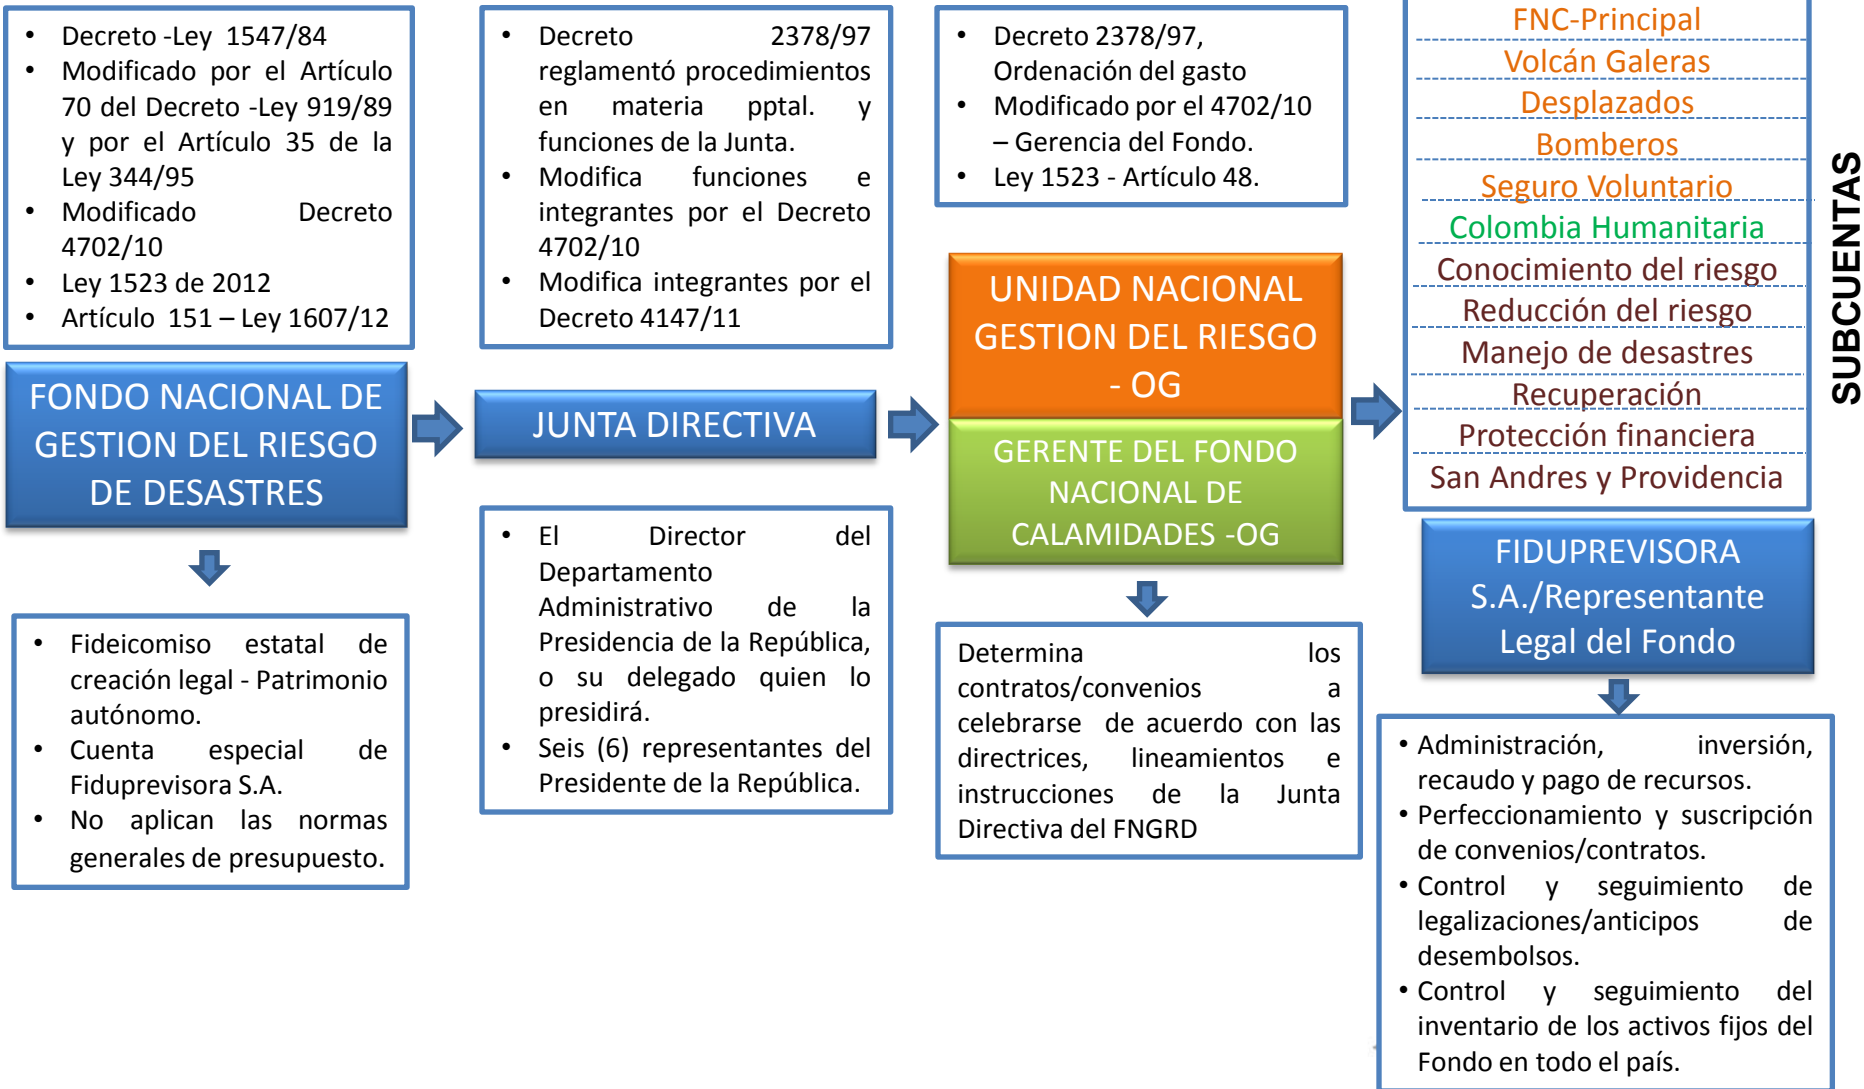 • Decreto -Ley 1547/84
• Modificado por el Artículo
70 del Decreto -Ley 919/89
y por el Artículo 35 de la
Ley 344/95
• Modificado Decreto
4702/10
• Ley 1523 de 2012
• Artículo 151 – Ley 1607/12
FONDO NACIONAL DE
GESTION DEL RIESGO
DE DESASTRES
• Fideicomiso estatal de
creación legal - Patrimonio
autónomo.
• Cuenta especial de
Fiduprevisora S.A.
• No aplican las normas
generales de presupuesto.
• Decreto 2378/97
reglamentó procedimientos
en materia pptal. y
funciones de la Junta.
• Modifica funciones e
integrantes por el Decreto
4702/10
• Modifica integrantes por el
Decreto 4147/11
JUNTA DIRECTIVA
• El Director del
Departamento
Administrativo de la
Presidencia de la República,
o su delegado quien lo
presidirá.
• Seis (6) representantes del
Presidente de la República.
• Decreto 2378/97,
Ordenación del gasto
• Modificado por el 4702/10
– Gerencia del Fondo.
• Ley 1523 - Artículo 48.
UNIDAD NACIONAL
GESTION DEL RIESGO
- OG
GERENTE DEL FONDO
NACIONAL DE
CALAMIDADES -OG
Determina los
contratos/convenios a
celebrarse de acuerdo con las
directrices, lineamientos e
instrucciones de la Junta
Directiva del FNGRD
FNC-Principal
Volcán Galeras
Desplazados
Bomberos
Seguro Voluntario
Colombia Humanitaria
Conocimiento del riesgo
Reducción del riesgo
Manejo de desastres
Recuperación
Protección financiera
San Andres y Providencia
SUBCUENTAS
FIDUPREVISORA
S.A./Representante
Legal del Fondo
• Administración, inversión,
recaudo y pago de recursos.
• Perfeccionamiento y suscripción
de convenios/contratos.
• Control y seguimiento de
legalizaciones/anticipos de
desembolsos.
• Control y seguimiento del
inventario de los activos fijos del
Fondo en todo el país.